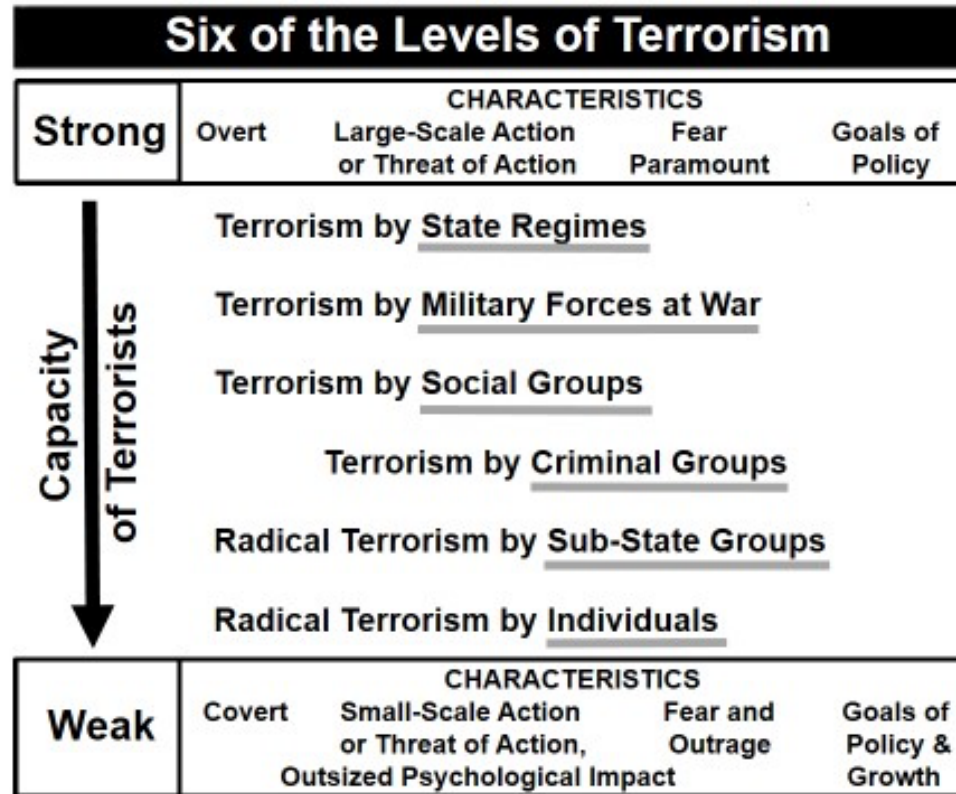 Six of the Levels of Terrorism
Strong
CHARACTERISTICS
Overt Large-Scale Action Fear Goals of
or Threat of Action Paramount Policy
Capacity
of Terrorists
Terrorism by State Regimes
Terrorism by Military Forces at War
Terrorism by Social Groups
Terrorism by Criminal Groups
Radical Terrorism by Sub-State Groups
Radical Terrorism by Individuals
Weak
CHARACTERISTICS
Covert Small-Scale Action Fear and Goals of
or Threat of Action, Outrage Policy &
Outsized Psychological Impact Growth